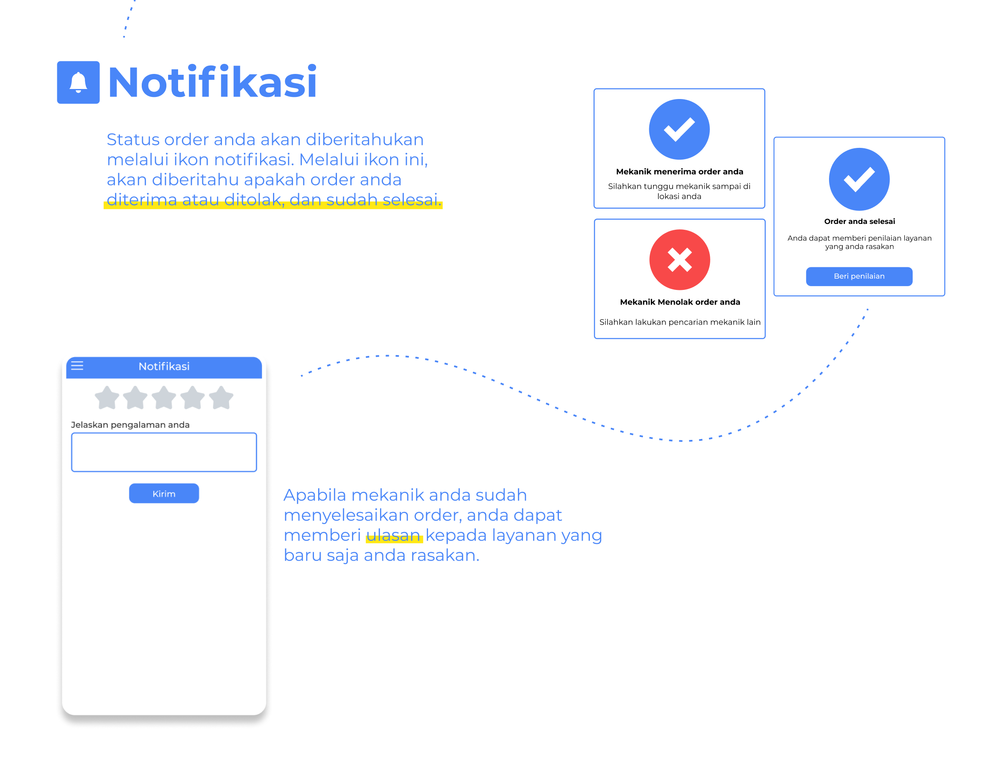 Notifikasi
Status order anda akan diberitahukan
melalui ikon notifikasi. Melalui ikon ini,
akan diberitahu apakah order anda
diterima atau ditolak, dan sudah selesai.
Mekanik menerima order anda
Silahkan tunggu mekanik sampai di
lokasi anda
Mekanik Menolak order anda
Silahkan lakukan pencarian mekanik lain
Order anda selesai
Anda dapat memberi penilaian layanan
yang anda rasakan
Beri penilaian
Notifikasi
Jelaskan pengalaman anda
Kirim
Apabila mekanik anda sudah
menyelesaikan order, anda dapat
memberi ulasan kepada layanan yang
baru saja anda rasakan.